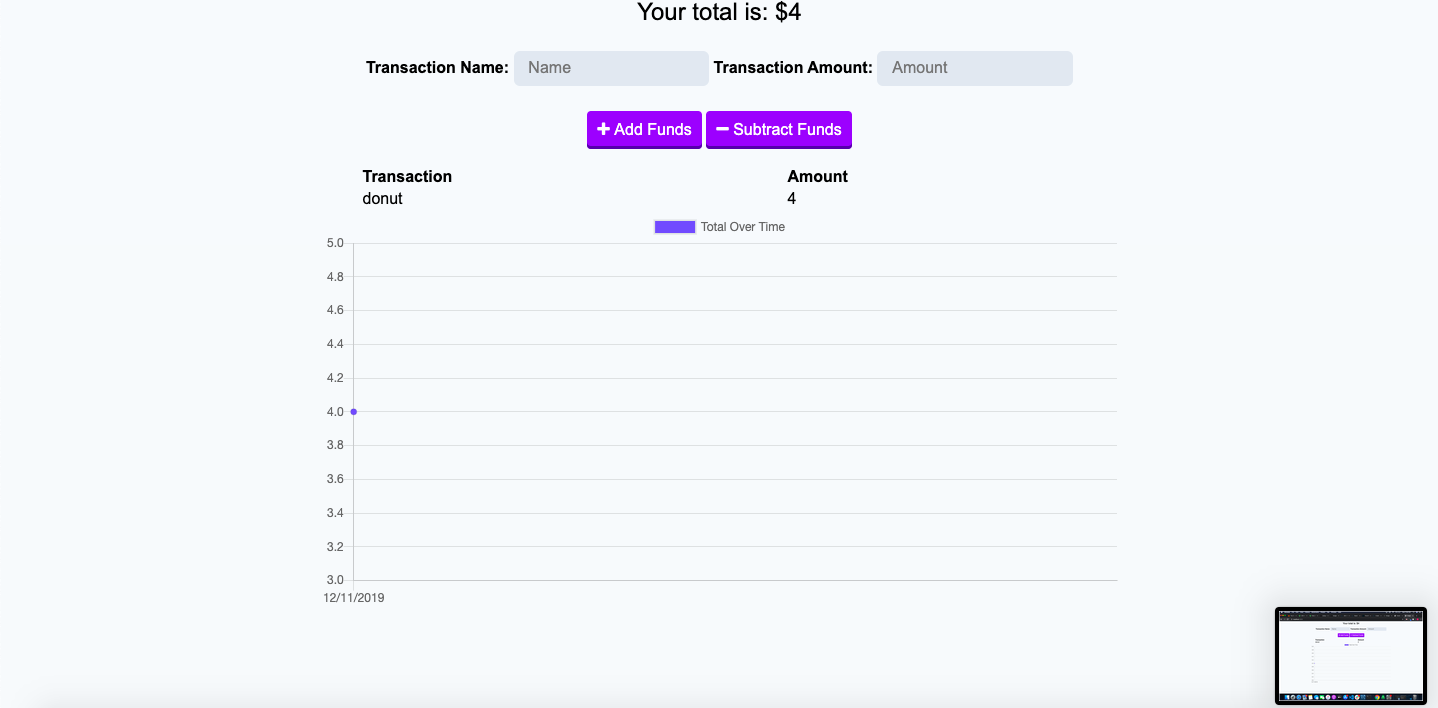 Your total is: $4
Transaction Name: Name Transaction Amount: Amount
Add Funds Subtract Funds
Transaction Amount
donut 4
Total Over Time
5.0
4.8
4.6
4.4
4.2
4.0
3.8
3.6
3.4
3.2
3.0
12/11/2019